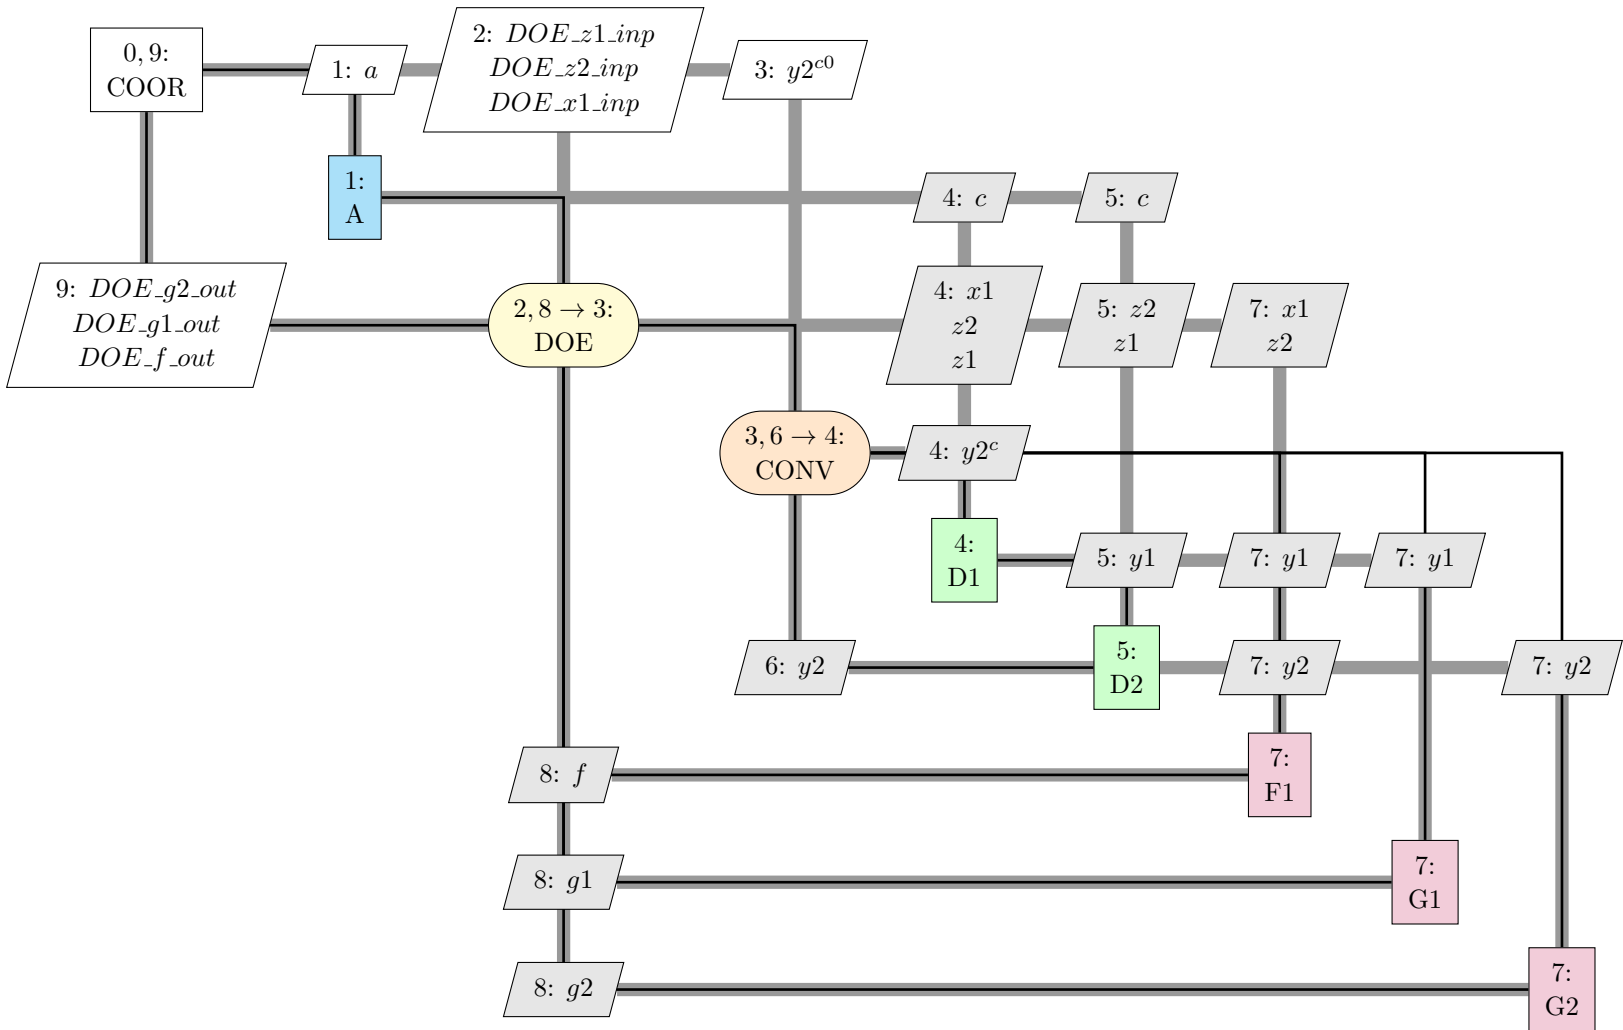 0, 9:
COOR
1: a
2: DOE_z1_inp
DOE_z2_inp
DOE_x1_inp
3: y2^{c0}
1:
A
4: c
5: c
9: DOE_g2_out
DOE_g1_out
DOE_f_out
2, 8 → 3:
DOE
4: x1
z2
z1
5: z2
z1
7: x1
z2
3, 6 → 4:
CONV
4: y2^{c}
4:
D1
5: y1
7: y1
7: y1
6: y2
5:
D2
7: y2
7: y2
8: f
7:
F1
8: g1
7:
G1
8: g2
7:
G2